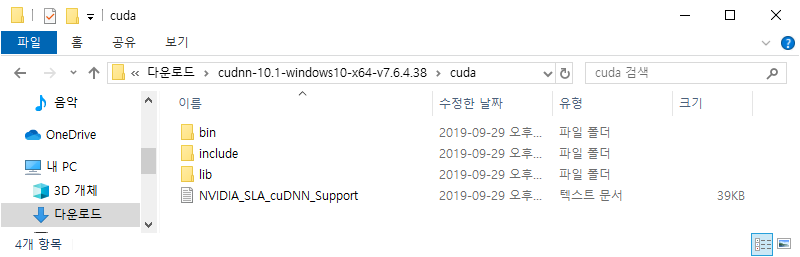 cuda
파일 홈 공유 보기
« 다운로드 › cudnn-10.1-windows10-x64-v7.6.4.38 › cuda cuda 검색
음악
OneDrive
내 PC
3D 개체
다운로드
이름 수정한 날짜 유형 크기
bin 2019-09-29 오후... 파일 폴더
include 2019-09-29 오후... 파일 폴더
lib 2019-09-29 오후... 파일 폴더
NVIDIA_SLA_cuDNN_Support 2019-09-29 오후... 텍스트 문서 39KB
4개 항목